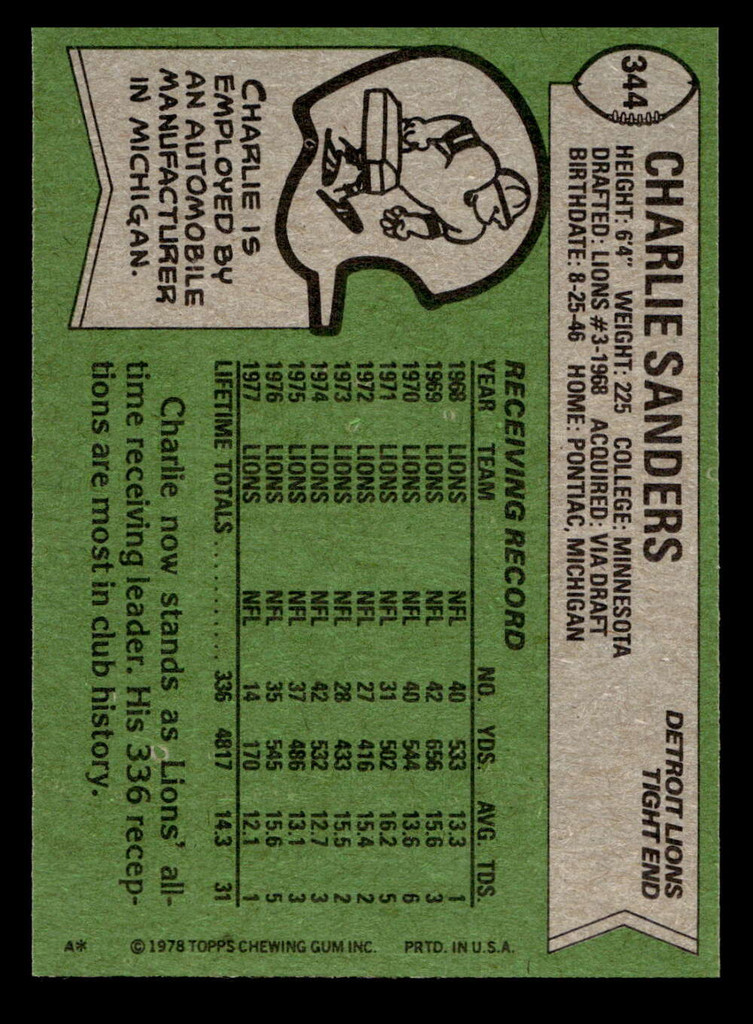 344
CHARLIE SANDERS
DETROIT LIONS
TIGHT END
HEIGHT: 6'4" WEIGHT: 225 COLLEGE: MINNESOTA
DRAFTED: LIONS #3-1968 ACQUIRED: VIA DRAFT
BIRTHDATE: 8-25-46 HOME: PONTIAC, MICHIGAN
CHARLIE IS
EMPLOYED BY
AN AUTOMOBILE
MANUFACTURER
IN MICHIGAN.
RECEIVING RECORD
YEAR TEAM NO. YDS. AVG. TDS.
1968 LIONS NFL 40 533 13.3 1
1969 LIONS NFL 42 656 15.6 3
1970 LIONS NFL 40 544 13.6 6
1971 LIONS NFL 31 502 16.2 5
1972 LIONS NFL 27 416 15.4 2
1973 LIONS NFL 28 433 15.5 2
1974 LIONS NFL 42 532 12.7 3
1975 LIONS NFL 37 486 13.1 3
1976 LIONS NFL 35 545 15.6 5
1977 LIONS NFL 14 170 12.1 1
LIFETIME TOTALS ............ 336 4817 14.3 31
Charlie now stands as Lions' all-
time receiving leader. His 336 recep-
tions are most in club history.
A* © 1978 TOPPS CHEWING GUM INC. PRTD. IN U.S.A.